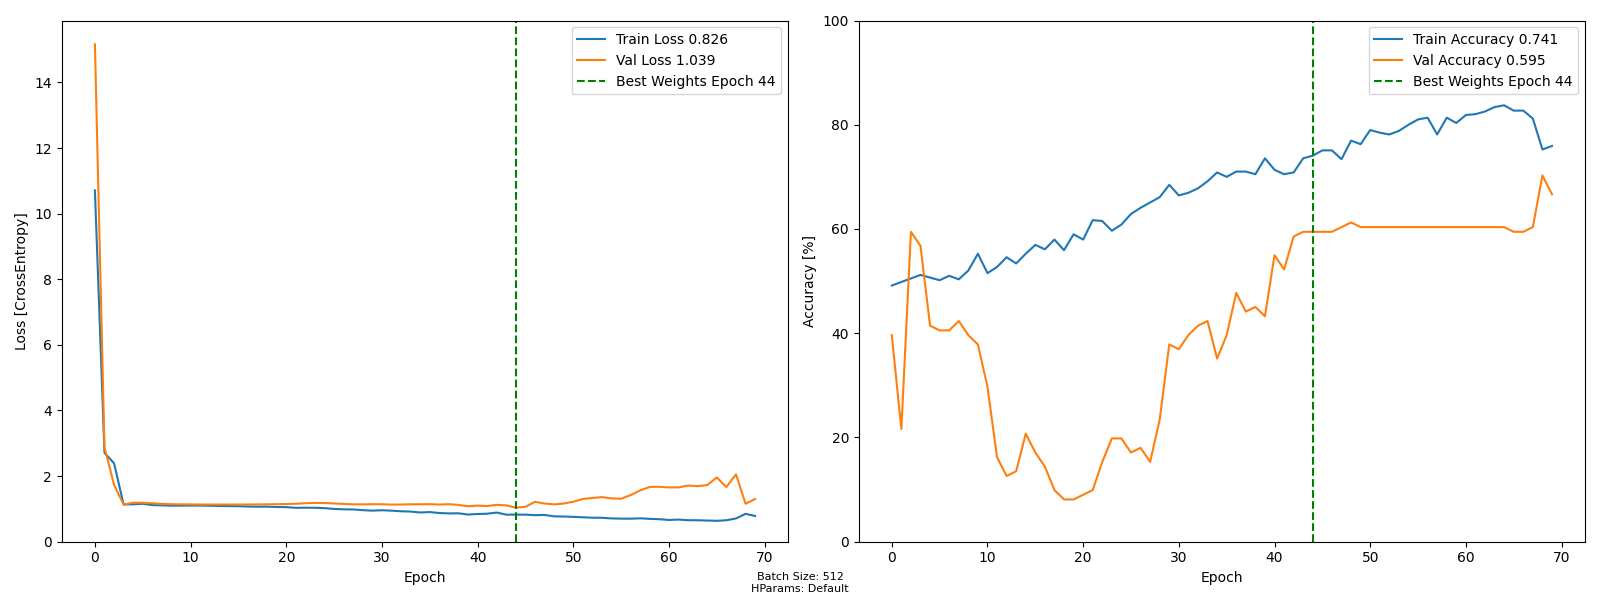 Train Loss 0.826
Val Loss 1.039
Best Weights Epoch 44
Loss [CrossEntropy]
14
12
10
8
6
4
2
0
0 10 20 30 40 50 60 70
Epoch
Train Accuracy 0.741
Val Accuracy 0.595
Best Weights Epoch 44
Accuracy [%]
100
80
60
40
20
0
0 10 20 30 40 50 60 70
Epoch
Batch Size: 512
HParams: Default